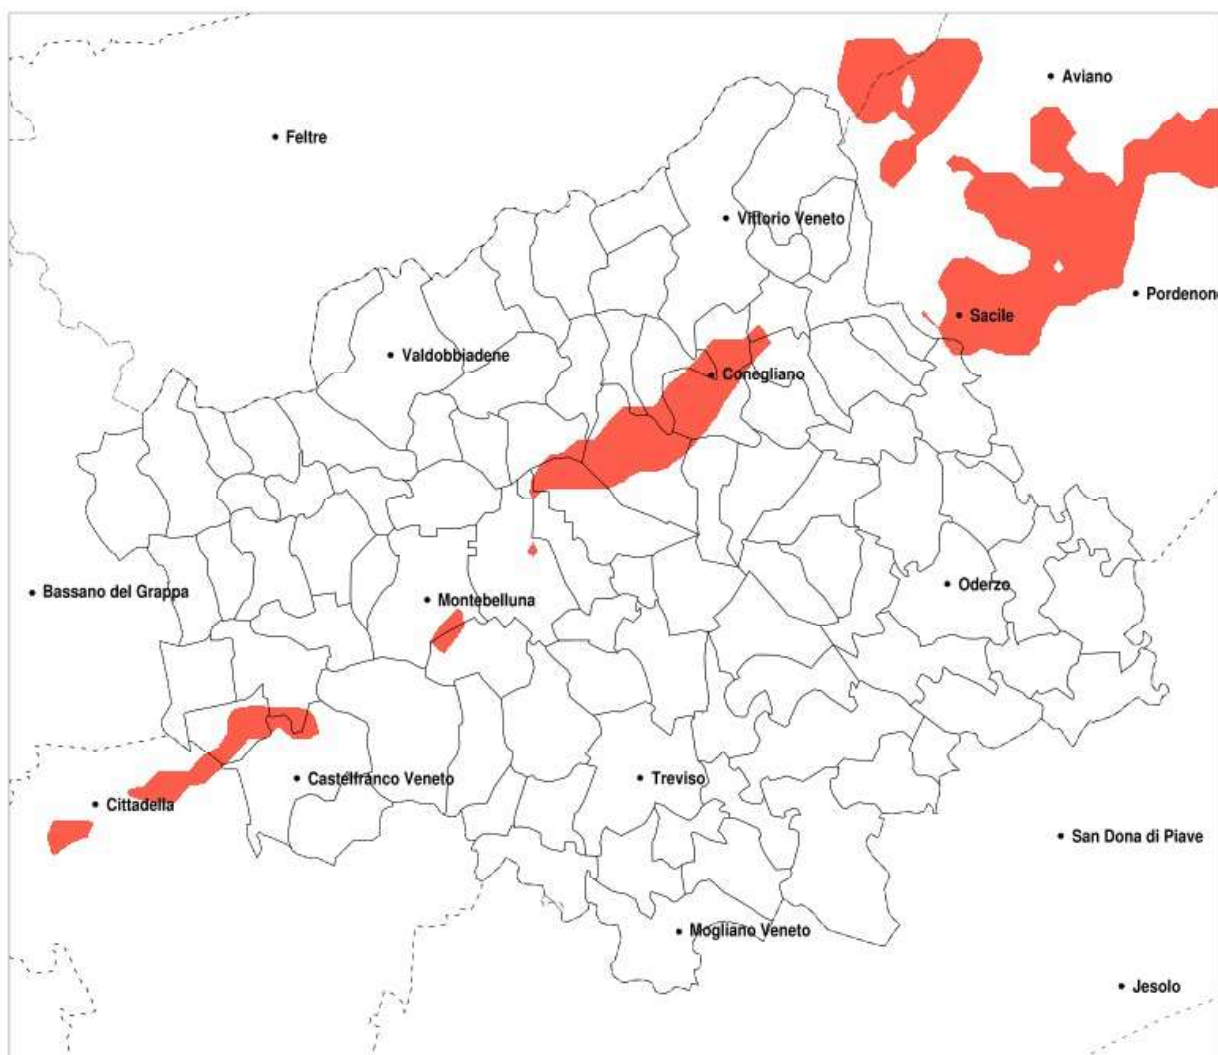 Aviano
Feltre
Vittorio Veneto
Pordenone
Sacile
Valdobbiadene
Conegliano
Bassano del Grappa
Montebelluna
Oderzo
Castelfranco Veneto
Treviso
Cittadella
San Dona di Piave
Mogliano Veneto
Jesolo